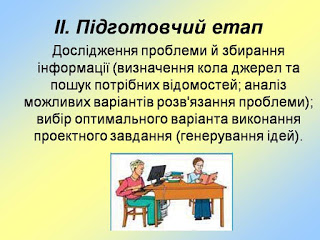 ІІ. Підготовчий етап
Дослідження проблеми й збирання
інформації (визначення кола джерел та
пошук потрібних відомостей; аналіз
можливих варіантів розв'язання проблеми);
вибір оптимального варіанта виконання
проектного завдання (генерування ідей).